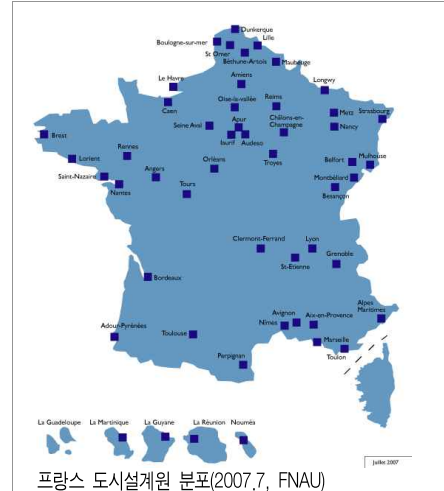 Dunkerque
Lille
Boulogne-sur-mer
St Omer
Béthune-Artois
Maubeuge
Amiens
Le Havre
Longwy
Caen
Oise-la-vallée
Reims
Metz
Strasbourg
Seine Aval
Apur
Châlons-en-
Champagne
Nancy
Iaurif
Audeso
Brest
Rennes
Lorient
Orléans
Troyes
Belfort
Mulhouse
Saint-Nazaire
Angers
Montbéliard
Nantes
Tours
Besançon
Clermont-Ferrand
Lyon
St-Etienne
Grenoble
Bordeaux
Alpes
Maritimes
Avignon
Aix-en-Provence
Nîmes
Adour-Pyrénées
Toulouse
Marseille
Toulon
Perpignan
La Guadeloupe
La Martinique
La Guyane
La Réunion
Nouméa
Juillet 2007
프랑스 도시설계원 분포(2007.7, FNAU)